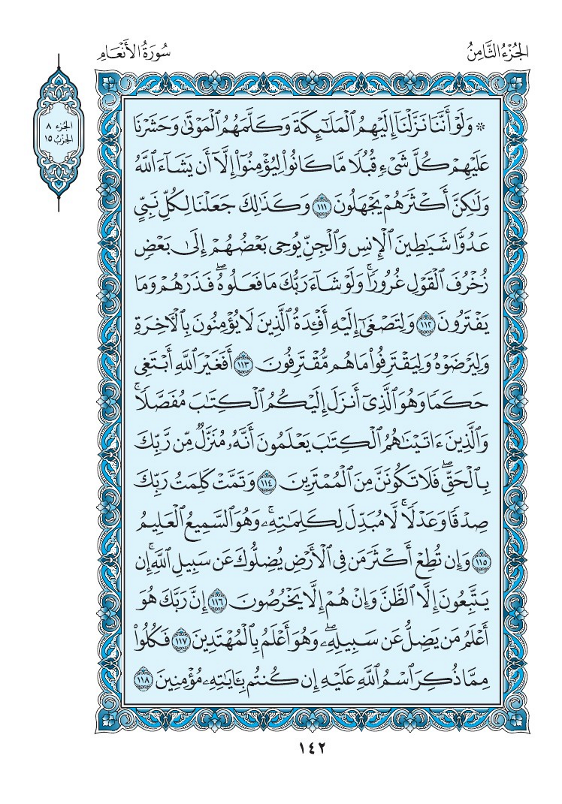 الجُزْءُ الثَّامِنُ
سُورَةُ الأَنْعَامِ
الجزء ٨
الحزب ١٥
۞ وَلَوْ أَنَّنَا نَزَّلْنَآ إِلَيْهِمُ ٱلْمَلَٰٓئِكَةَ وَكَلَّمَهُمُ ٱلْمَوْتَىٰ وَحَشَرْنَا
عَلَيْهِمْ كُلَّ شَىْءٍ قُبُلًا مَّا كَانُوا۟ لِيُؤْمِنُوٓا۟ إِلَّآ أَن يَشَآءَ ٱللَّهُ
وَلَٰكِنَّ أَكْثَرَهُمْ يَجْهَلُونَ ١١١ وَكَذَٰلِكَ جَعَلْنَا لِكُلِّ نَبِىٍّ
عَدُوًّا شَيَٰطِينَ ٱلْإِنسِ وَٱلْجِنِّ يُوحِى بَعْضُهُمْ إِلَىٰ بَعْضٍ
زُخْرُفَ ٱلْقَوْلِ غُرُورًا ۚ وَلَوْ شَآءَ رَبُّكَ مَا فَعَلُوهُ ۖ فَذَرْهُمْ وَمَا
يَفْتَرُونَ ١١٢ وَلِتَصْغَىٰٓ إِلَيْهِ أَفْـِٔدَةُ ٱلَّذِينَ لَا يُؤْمِنُونَ بِٱلْءَاخِرَةِ
وَلِيَرْضَوْهُ وَلِيَقْتَرِفُوا۟ مَا هُم مُّقْتَرِفُونَ ١١٣ أَفَغَيْرَ ٱللَّهِ أَبْتَغِى
حَكَمًا وَهُوَ ٱلَّذِىٓ أَنزَلَ إِلَيْكُمُ ٱلْكِتَٰبَ مُفَصَّلًا ۚ
وَٱلَّذِينَ ءَاتَيْنَٰهُمُ ٱلْكِتَٰبَ يَعْلَمُونَ أَنَّهُۥ مُنَزَّلٌ مِّن رَّبِّكَ
بِٱلْحَقِّ ۖ فَلَا تَكُونَنَّ مِنَ ٱلْمُمْتَرِينَ ١١٤ وَتَمَّتْ كَلِمَتُ رَبِّكَ
صِدْقًا وَعَدْلًا ۚ لَّا مُبَدِّلَ لِكَلِمَٰتِهِۦ ۚ وَهُوَ ٱلسَّمِيعُ ٱلْعَلِيمُ
١١٥ وَإِن تُطِعْ أَكْثَرَ مَن فِى ٱلْأَرْضِ يُضِلُّوكَ عَن سَبِيلِ ٱللَّهِ ۚ إِن
يَتَّبِعُونَ إِلَّا ٱلظَّنَّ وَإِنْ هُمْ إِلَّا يَخْرُصُونَ ١١٦ إِنَّ رَبَّكَ هُوَ
أَعْلَمُ مَن يَضِلُّ عَن سَبِيلِهِۦ ۖ وَهُوَ أَعْلَمُ بِٱلْمُهْتَدِينَ ١١٧ فَكُلُوا۟
مِمَّا ذُكِرَ ٱسْمُ ٱللَّهِ عَلَيْهِ إِن كُنتُم بِـَٔايَٰتِهِۦ مُؤْمِنِينَ ١١٨
١٤٢